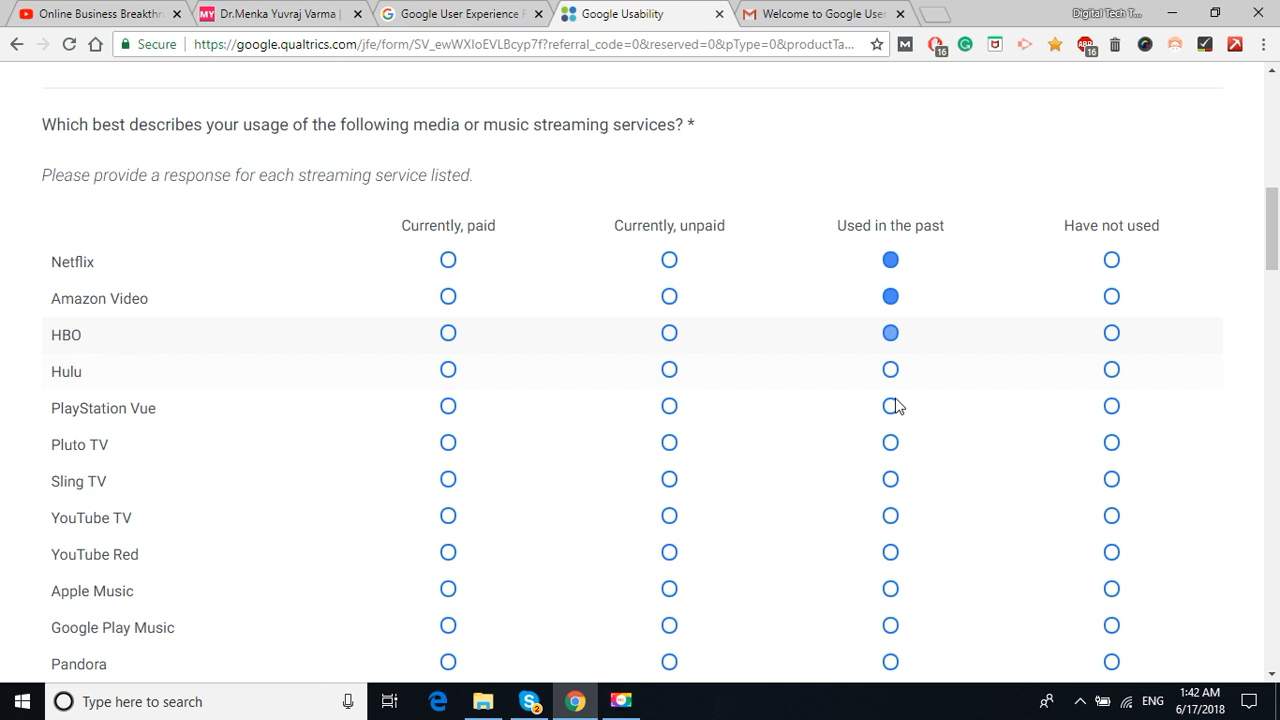 Online Business Breakthr
Dr.Menka Yuvraj Varma |
Google User Experience F
Google Usability
Welcome to Google User
Digital Tech T...
Secure
https://google.qualtrics.com/jfe/form/SV_ewWXIoEVLBcyp7f?referral_code=0&reserved=0&pType=0&productTa...
16
ABP
16
Which best describes your usage of the following media or music streaming services? *
Please provide a response for each streaming service listed.
Currently, paid
Currently, unpaid
Used in the past
Have not used
Netflix
Amazon Video
HBO
Hulu
PlayStation Vue
Pluto TV
Sling TV
YouTube TV
YouTube Red
Apple Music
Google Play Music
Pandora
Type here to search
2
ENG
1:42 AM
6/17/2018